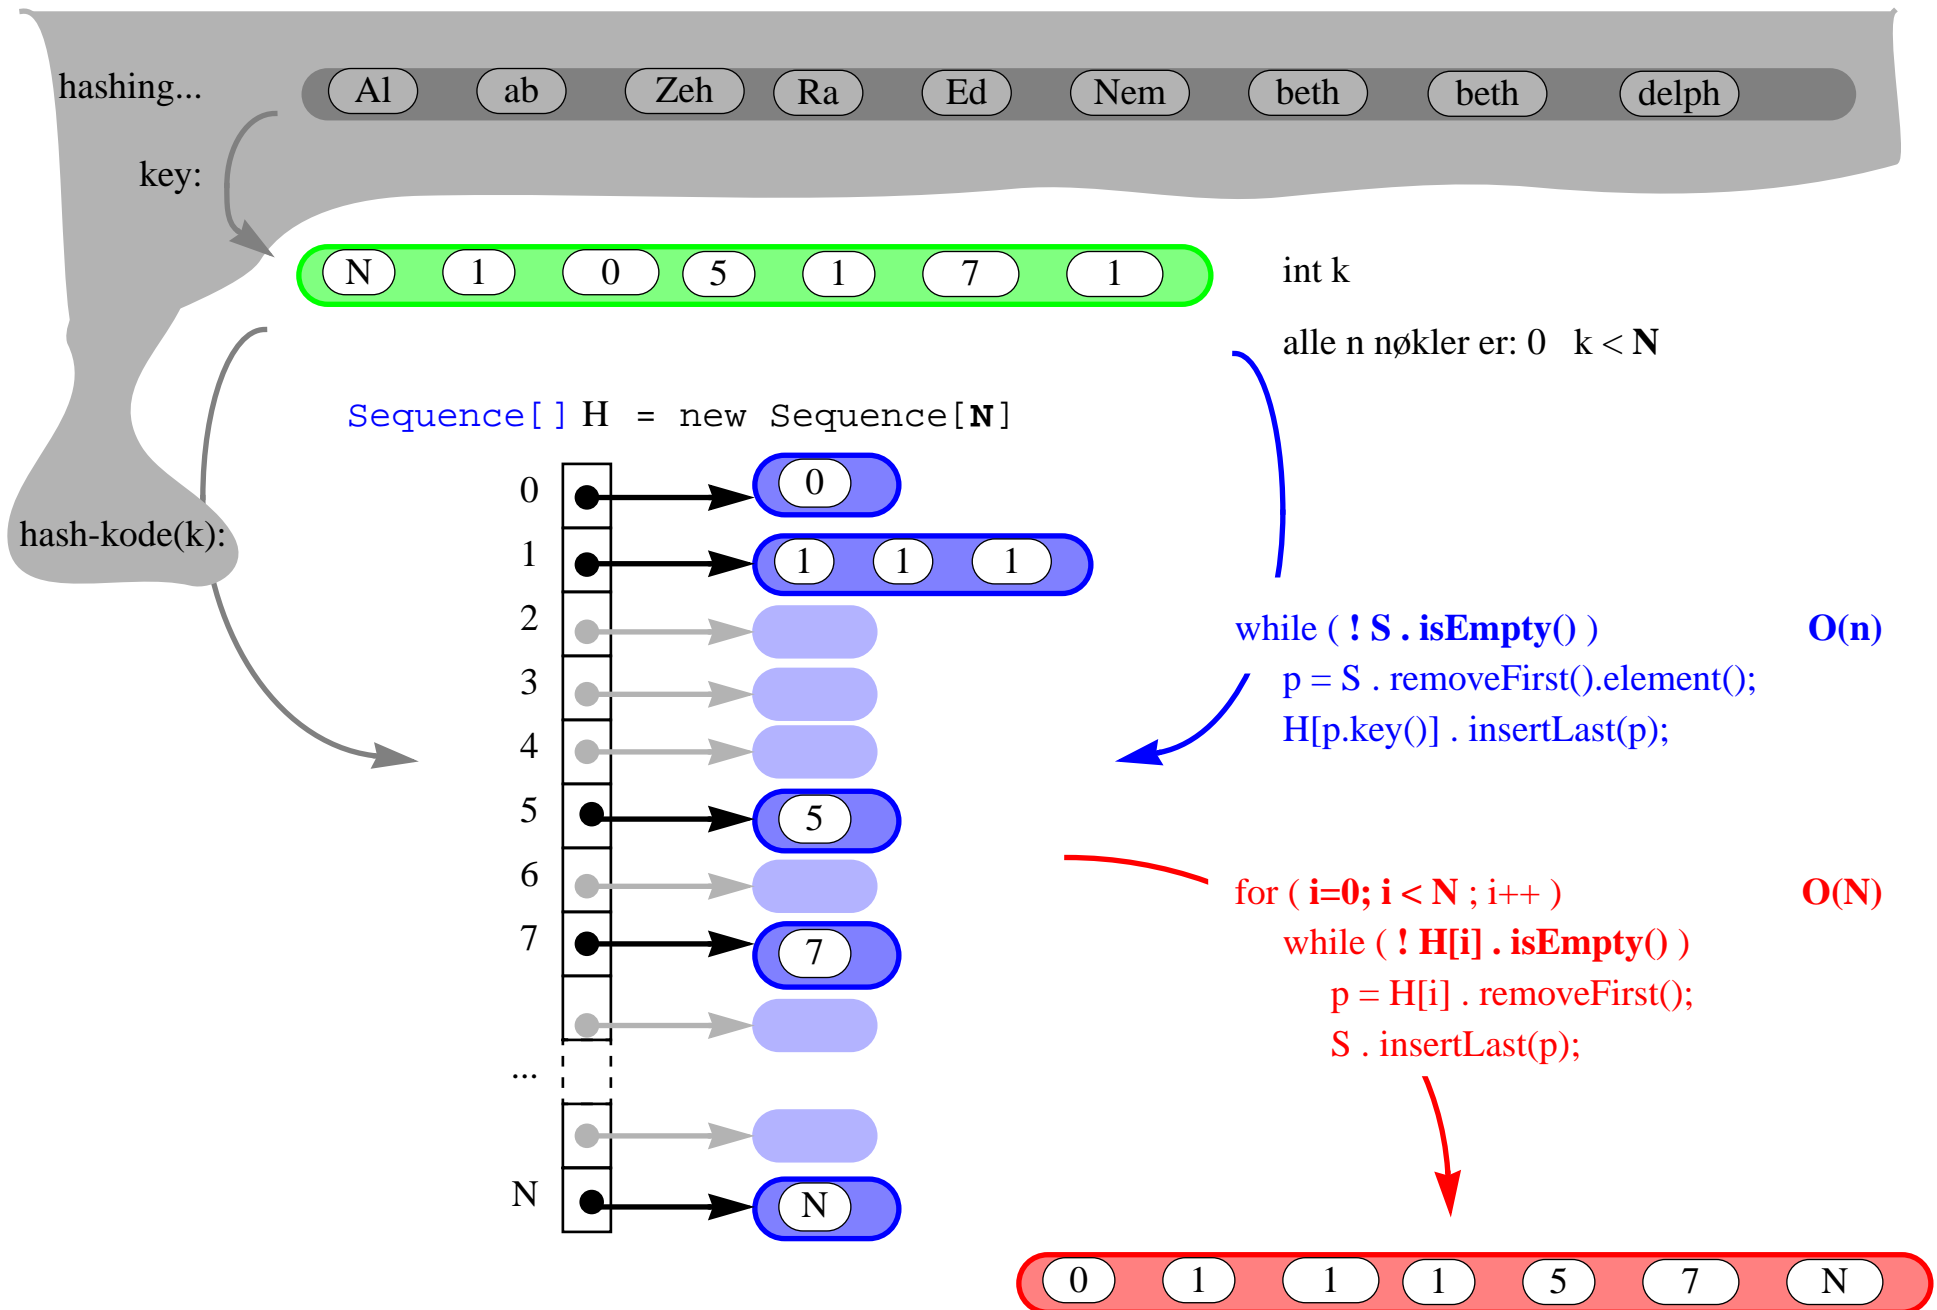 hashing... Al ab Zeh Ra Ed Nem beth beth delph
key:
N 1 0 5 1 7 1 int k
alle n nøkler er: 0 k < N
Sequence[] H = new Sequence[N]
0 0
hash-kode(k):
1 1 1 1
2
while ( ! S . isEmpty() ) O(n)
3
p = S . removeFirst().element();
H[p.key()] . insertLast(p);
4
5 5
6
for ( i=0; i < N ; i++ ) O(N)
7 7
while ( ! H[i] . isEmpty() )
p = H[i] . removeFirst();
S . insertLast(p);
...
N N
0 1 1 1 5 7 N